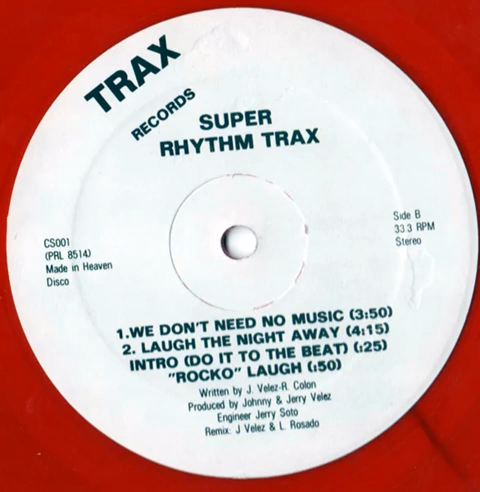 TRAX
RECORDS
SUPER
RHYTHM TRAX
CS001
(PRL 8514)
Made in Heaven
Disco
Side B
33.3 RPM
Stereo
1.WE DON'T NEED NO MUSIC (3:50)
2. LAUGH THE NIGHT AWAY (4:15)
INTRO (DO IT TO THE BEAT) (:25)
"ROCKO" LAUGH (:50)
Written by J. Velez-R. Colon
Produced by Johnny & Jerry Velez
Engineer Jerry Soto
Remix: J Velez & L. Rosado